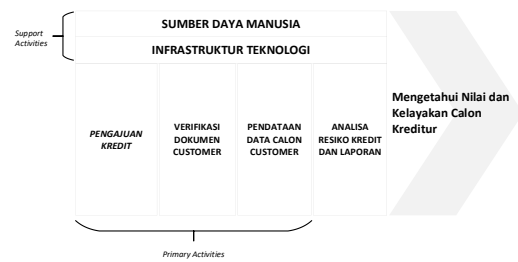 Support
Activities
SUMBER DAYA MANUSIA
INFRASTRUKTUR TEKNOLOGI
PENGAJUAN
KREDIT
VERIFIKASI
DOKUMEN
CUSTOMER
PENDATAAN
DATA CALON
CUSTOMER
ANALISA
RESIKO KREDIT
DAN LAPORAN
Mengetahui Nilai dan
Kelayakan Calon
Kreditur
Primary Activities